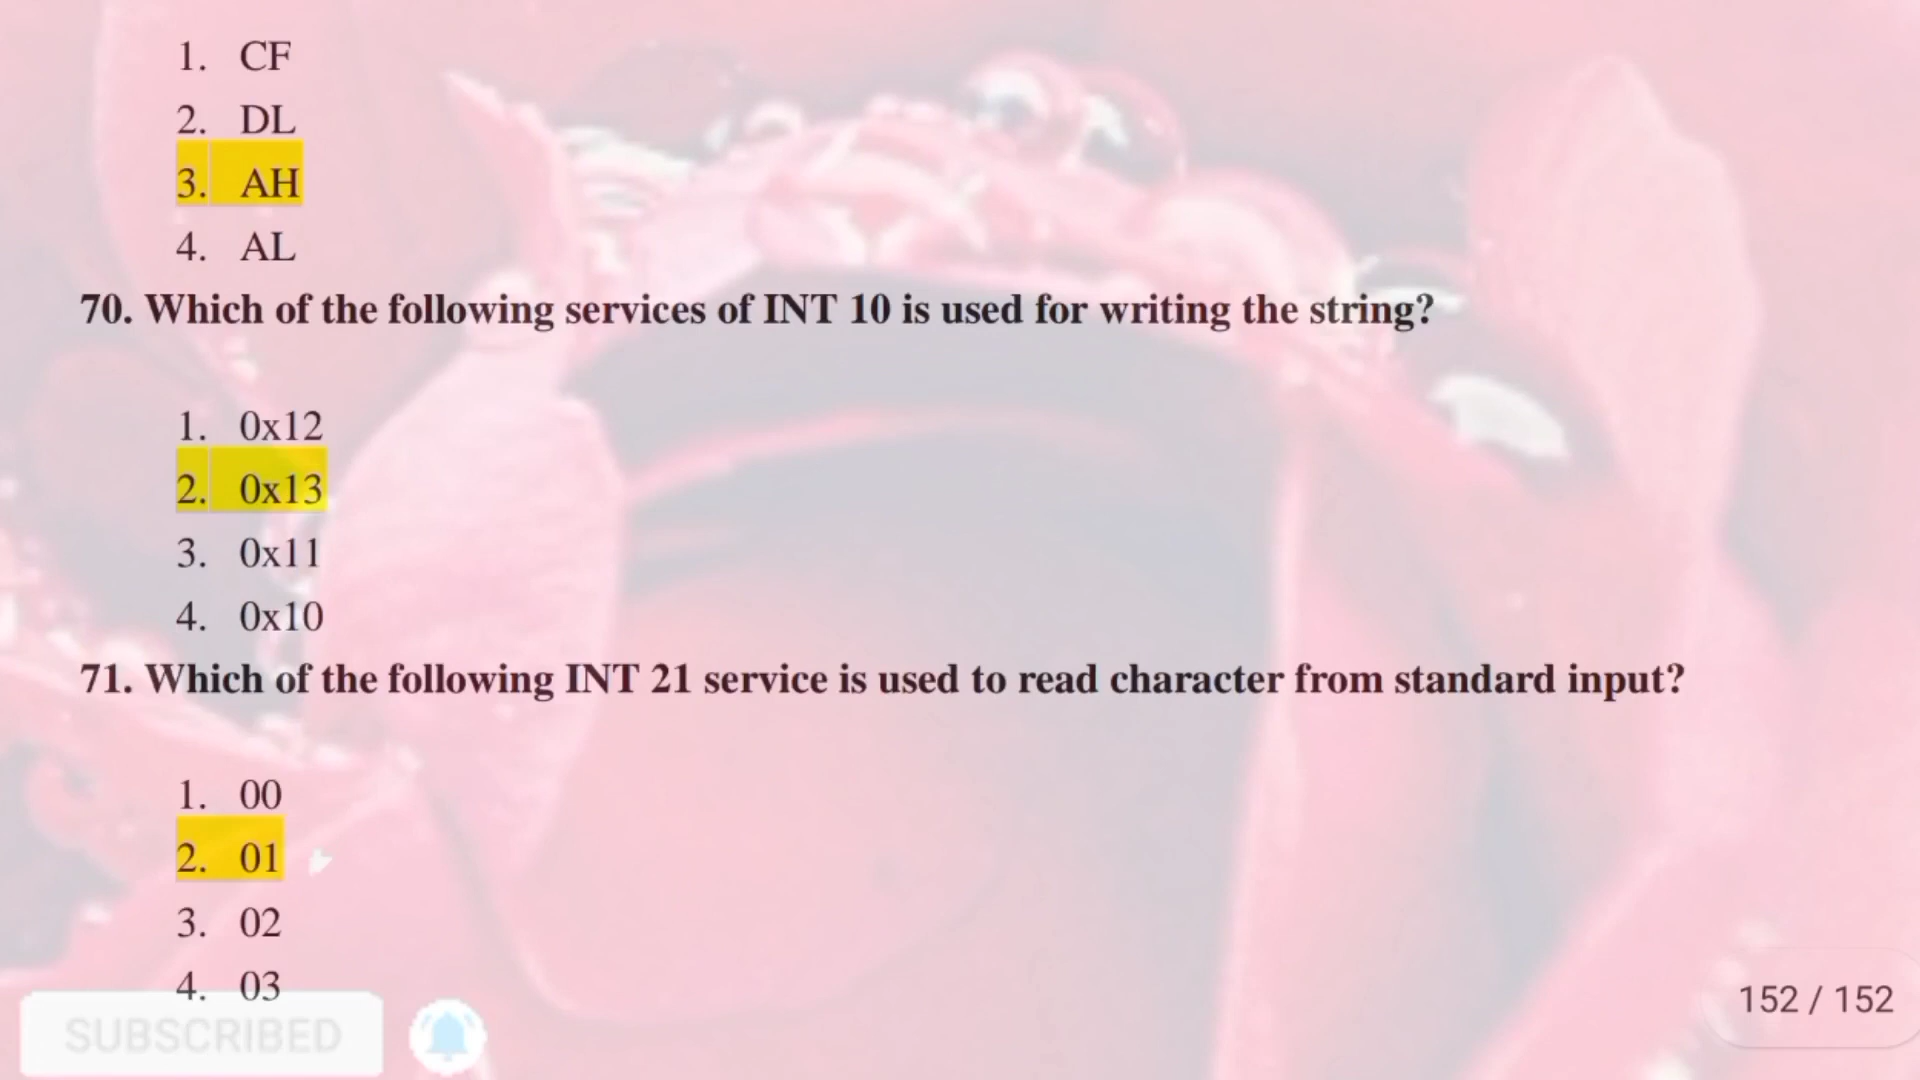 1. CF
2. DL
3. AH
4. AL
70. Which of the following services of INT 10 is used for writing the string?
1. 0x12
2. 0x13
3. 0x11
4. 0x10
71. Which of the following INT 21 service is used to read character from standard input?
1. 00
2. 01
3. 02
4. 03
SUBSCRIBED
152 / 152